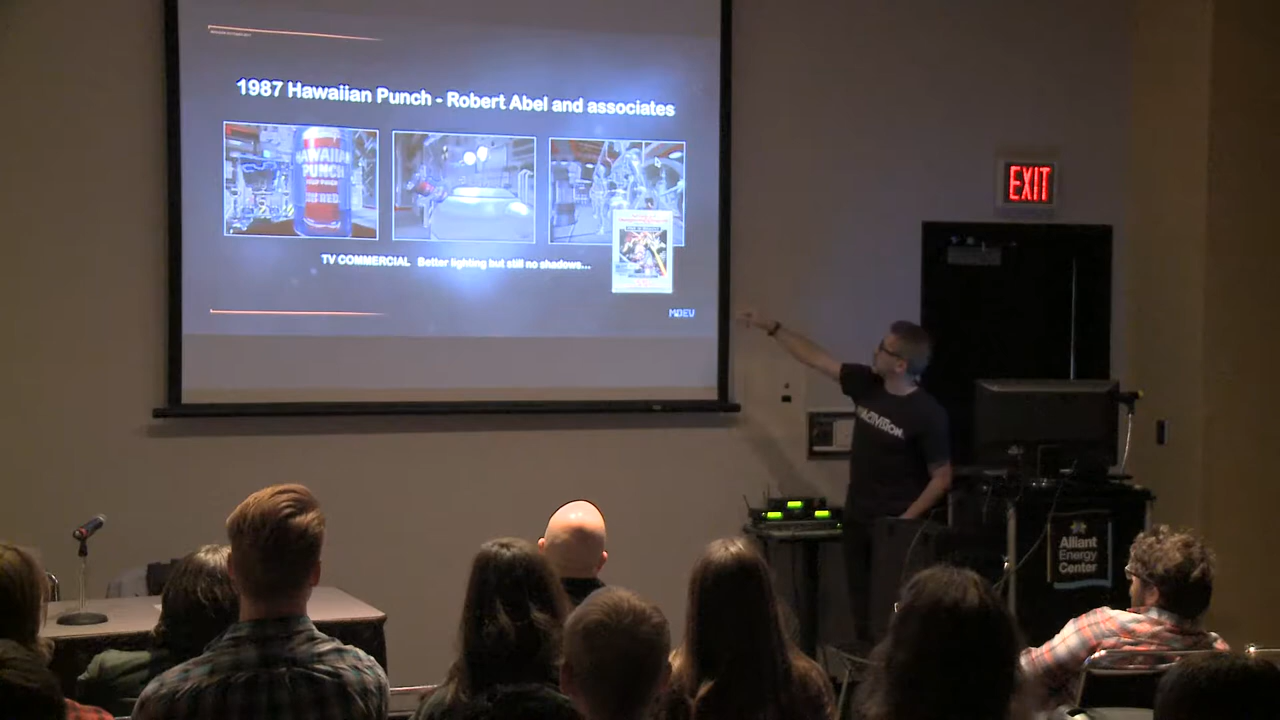 1987 Hawaiian Punch - Robert Abel and associates
HAWAIIAN
PUNCH
TV COMMERCIAL Better lighting but still no shadows...
MDEV
EXIT
ACTIVISION
Alliant
Energy
Center